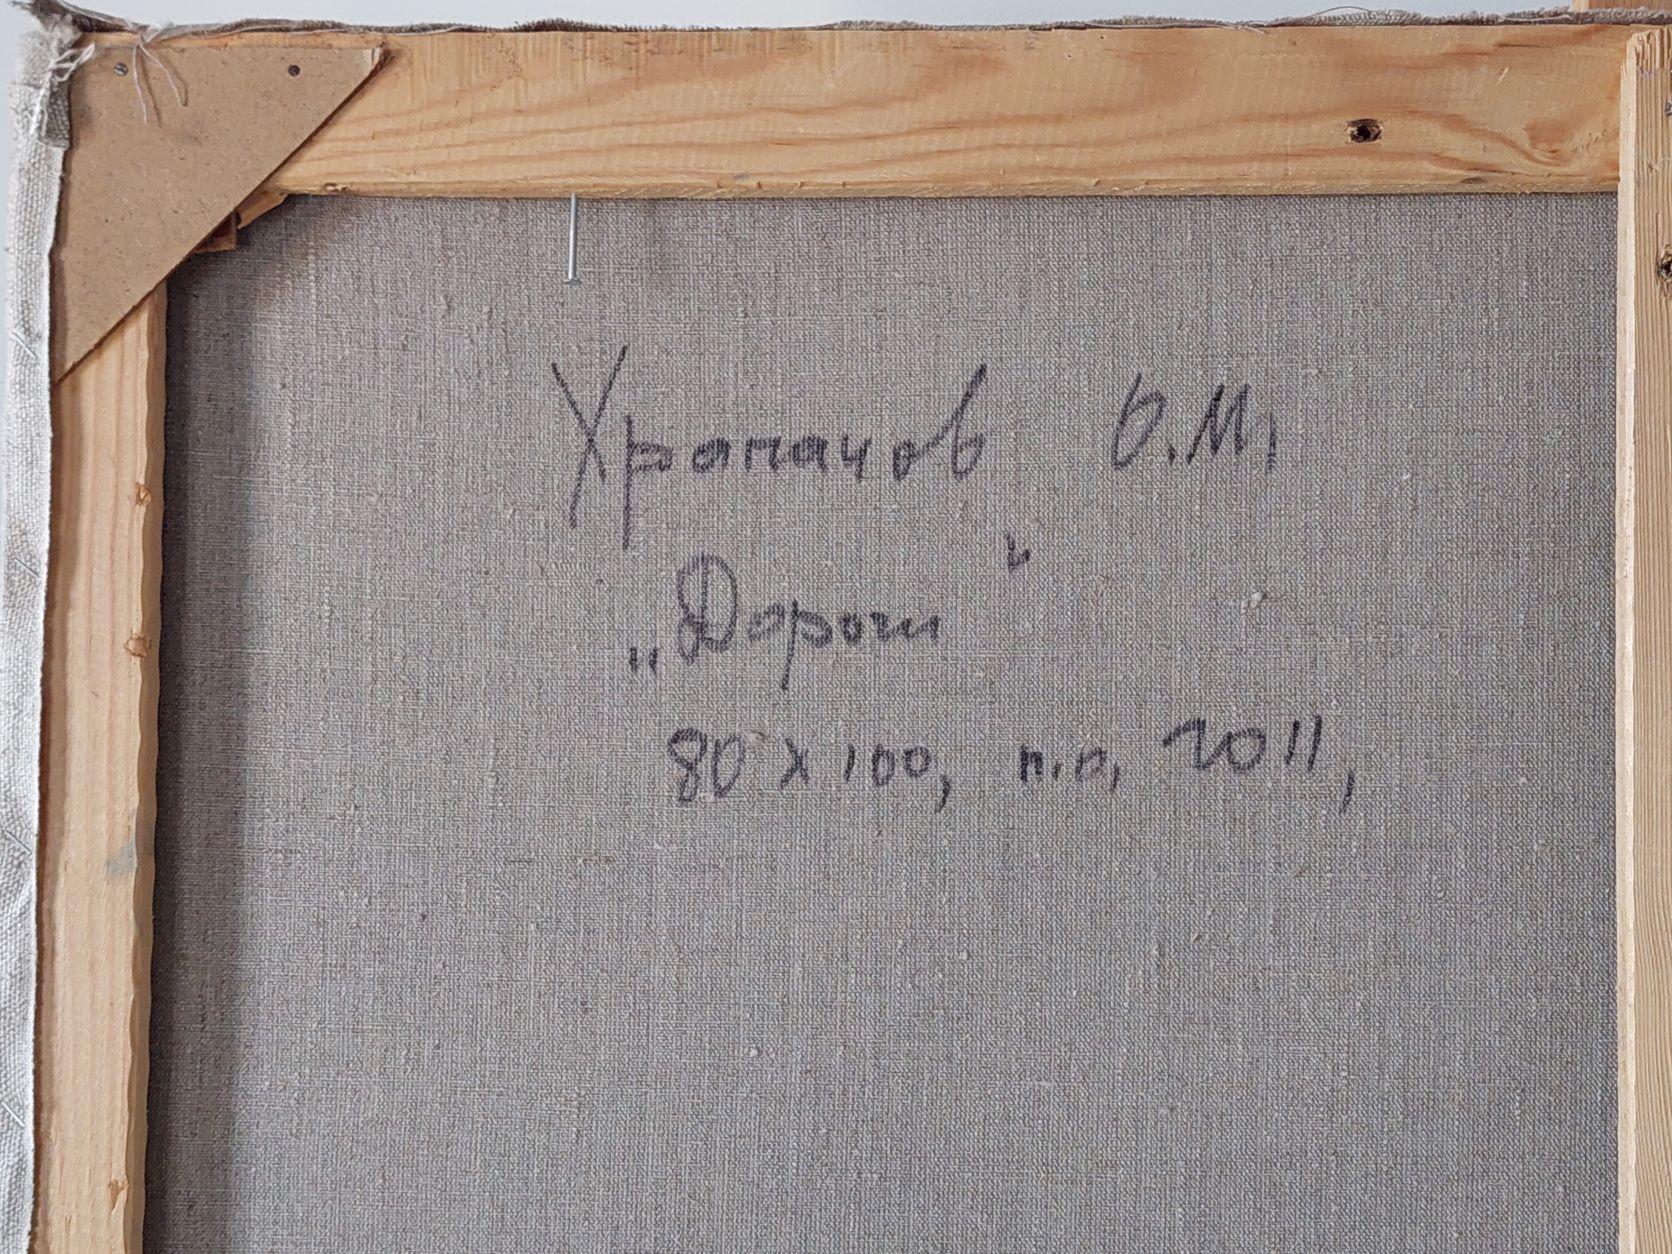 Храпачов О.М.
„Дороги"
80 х 100, п.о, 2011,